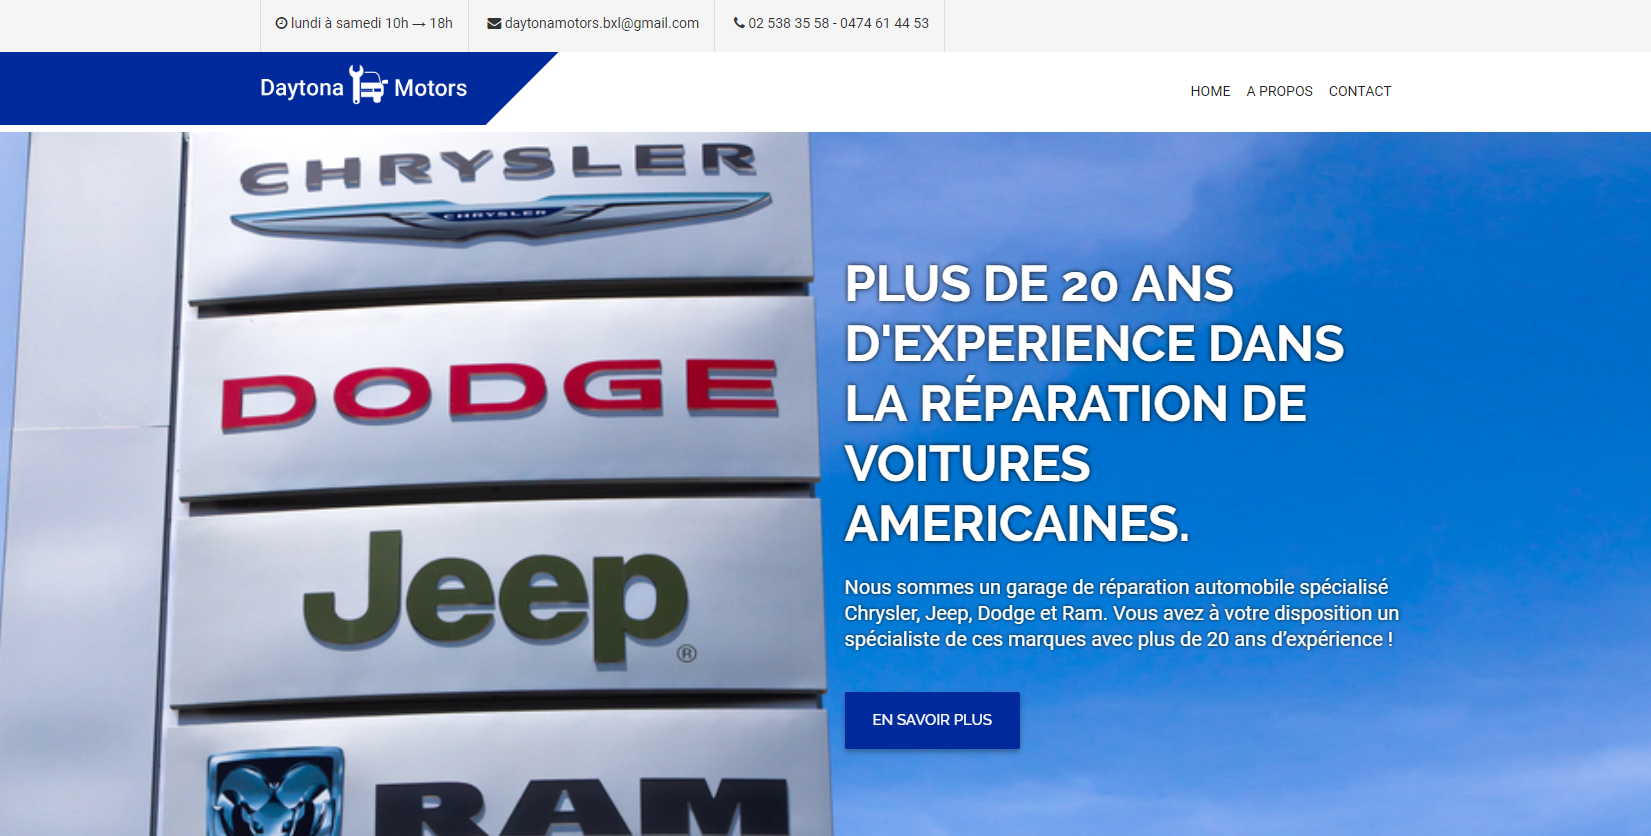 lundi à samedi 10h → 18h
daytonamotors.bxl@gmail.com
02 538 35 58 - 0474 61 44 53
Daytona Motors
HOME A PROPOS CONTACT
CHRYSLER
CHRYSLER
DODGE
Jeep
®
RAM
PLUS DE 20 ANS
D'EXPERIENCE DANS
LA RÉPARATION DE
VOITURES
AMERICAINES.
Nous sommes un garage de réparation automobile spécialisé
Chrysler, Jeep, Dodge et Ram. Vous avez à votre disposition un
spécialiste de ces marques avec plus de 20 ans d’expérience !
EN SAVOIR PLUS